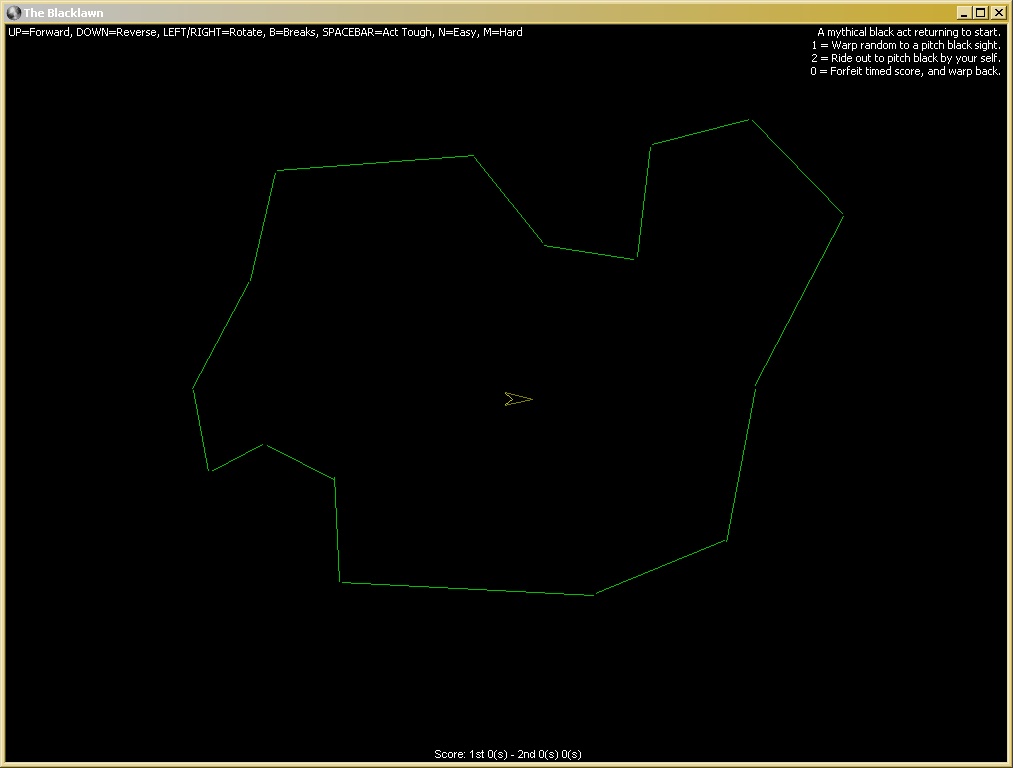 The Blacklawn
UP=Forward, DOWN=Reverse, LEFT/RIGHT=Rotate, B=Breaks, SPACEBAR=Act Tough, N=Easy, M=Hard
A mythical black act returning to start.
1 = Warp random to a pitch black sight.
2 = Ride out to pitch black by your self.
0 = Forfeit timed score, and warp back.
Score: 1st 0(s) - 2nd 0(s) 0(s)